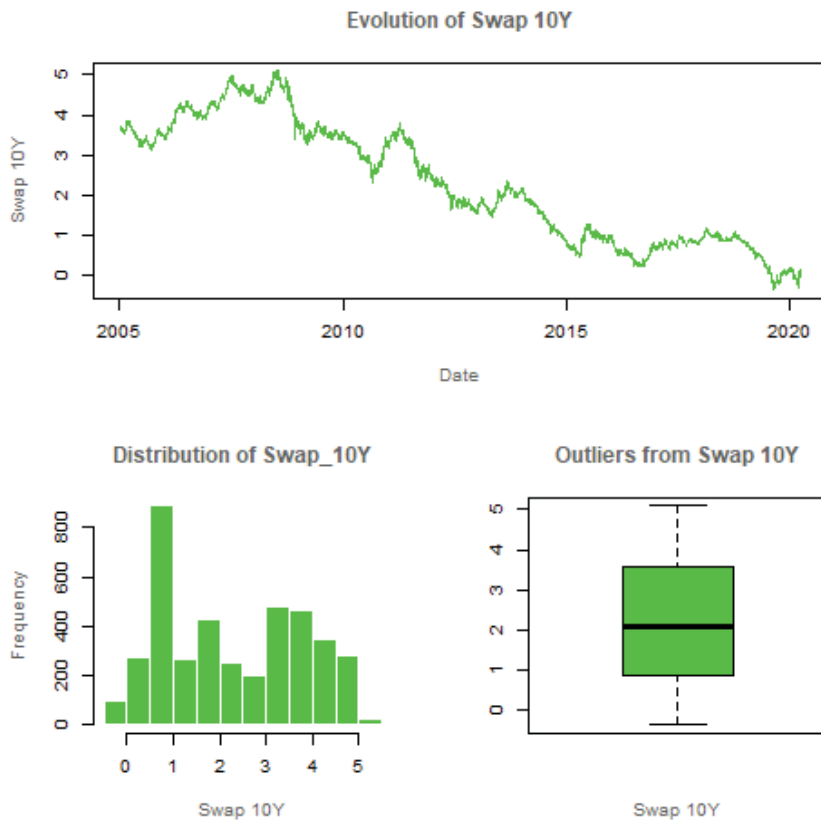 Evolution of Swap 10Y
Swap 10Y
5
4
3
2
1
0
2005 2010 2015 2020
Date
Distribution of Swap_10Y
Frequency
800
600
400
200
0
0 1 2 3 4 5
Swap 10Y
Outliers from Swap 10Y
5
4
3
2
1
0
Swap 10Y